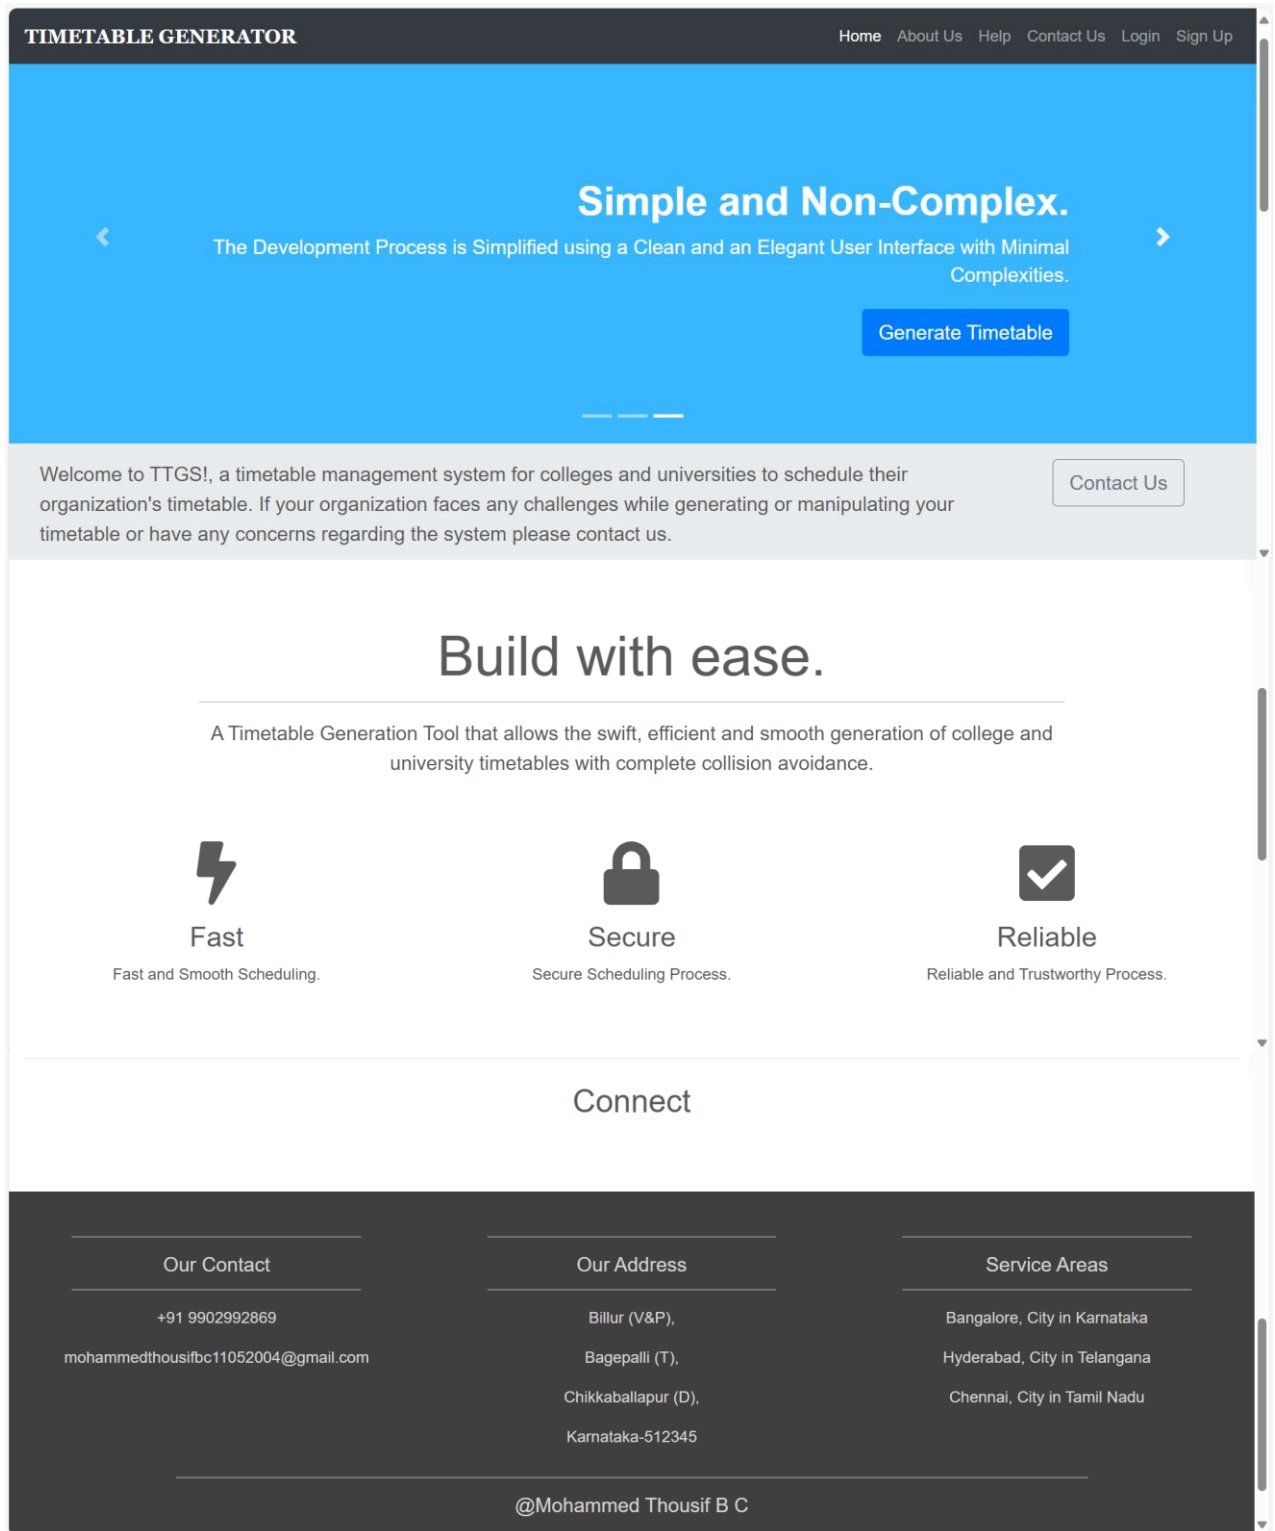 TIMETABLE GENERATOR
Home About Us Help Contact Us Login Sign Up
Simple and Non-Complex.
The Development Process is Simplified using a Clean and an Elegant User Interface with Minimal
Complexities.
Generate Timetable
Welcome to TTGS!, a timetable management system for colleges and universities to schedule their
organization's timetable. If your organization faces any challenges while generating or manipulating your
timetable or have any concerns regarding the system please contact us.
Contact Us
Build with ease.
A Timetable Generation Tool that allows the swift, efficient and smooth generation of college and
university timetables with complete collision avoidance.
Fast
Fast and Smooth Scheduling.
Secure
Secure Scheduling Process.
Reliable
Reliable and Trustworthy Process.
Connect
Our Contact
+91 9902992869
mohammedthousifbc11052004@gmail.com
Our Address
Billur (V&P),
Bagepalli (T),
Chikkaballapur (D),
Karnataka-512345
Service Areas
Bangalore, City in Karnataka
Hyderabad, City in Telangana
Chennai, City in Tamil Nadu
@Mohammed Thousif B C